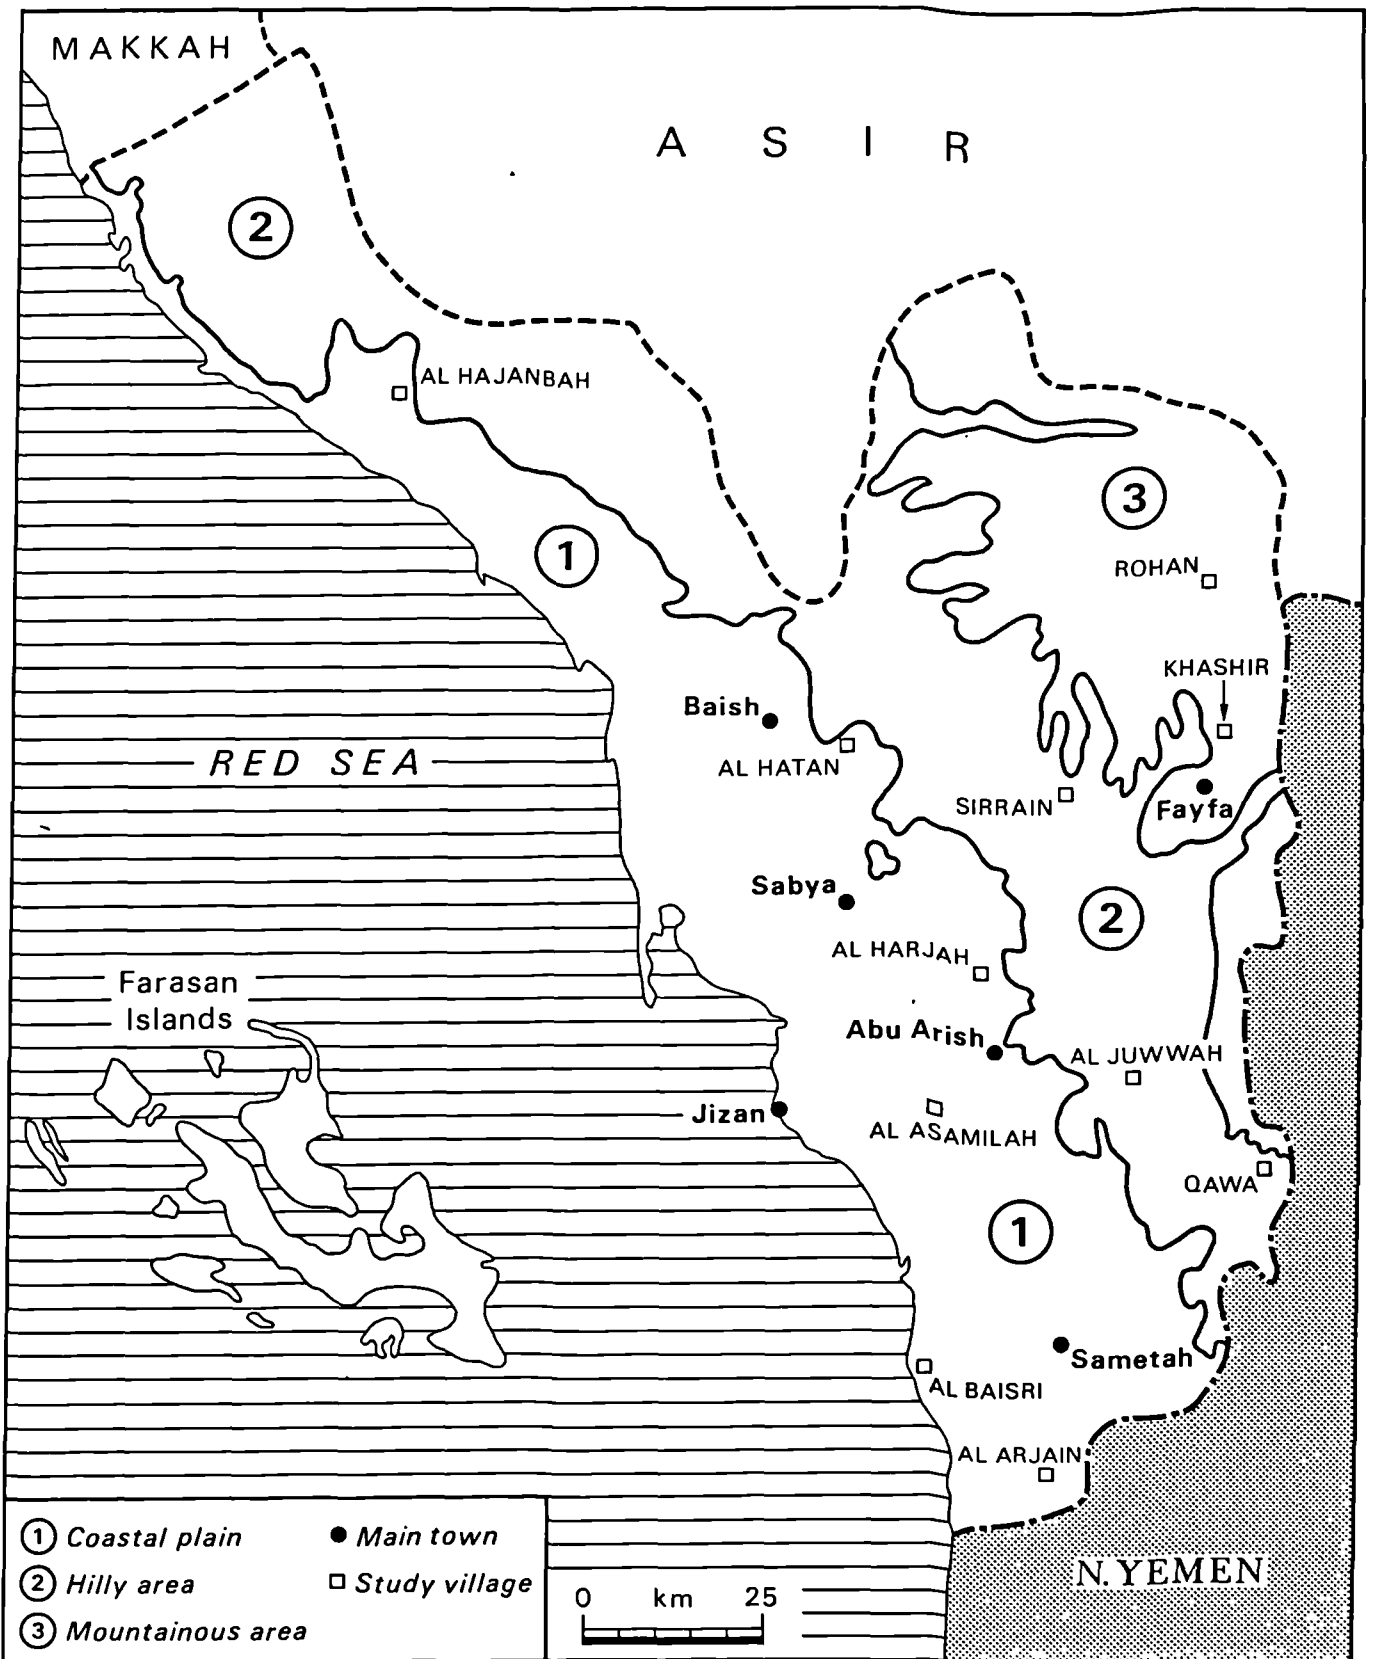 MAKKAH
A S I R
2
AL HAJANBAH
3
1
ROHAN
KHASHIR
Baish
RED SEA
AL HATAN
SIRRAIN
Fayfa
Sabya
2
AL HARJAH
Farasan
Islands
Abu Arish
AL JUWWAH
Jizan
AL ASAMILAH
QAWA
1
Sametah
AL BAISRI
AL ARJAIN
1 Coastal plain
2 Hilly area
3 Mountainous area
Main town
Study village
0 km 25
N. YEMEN